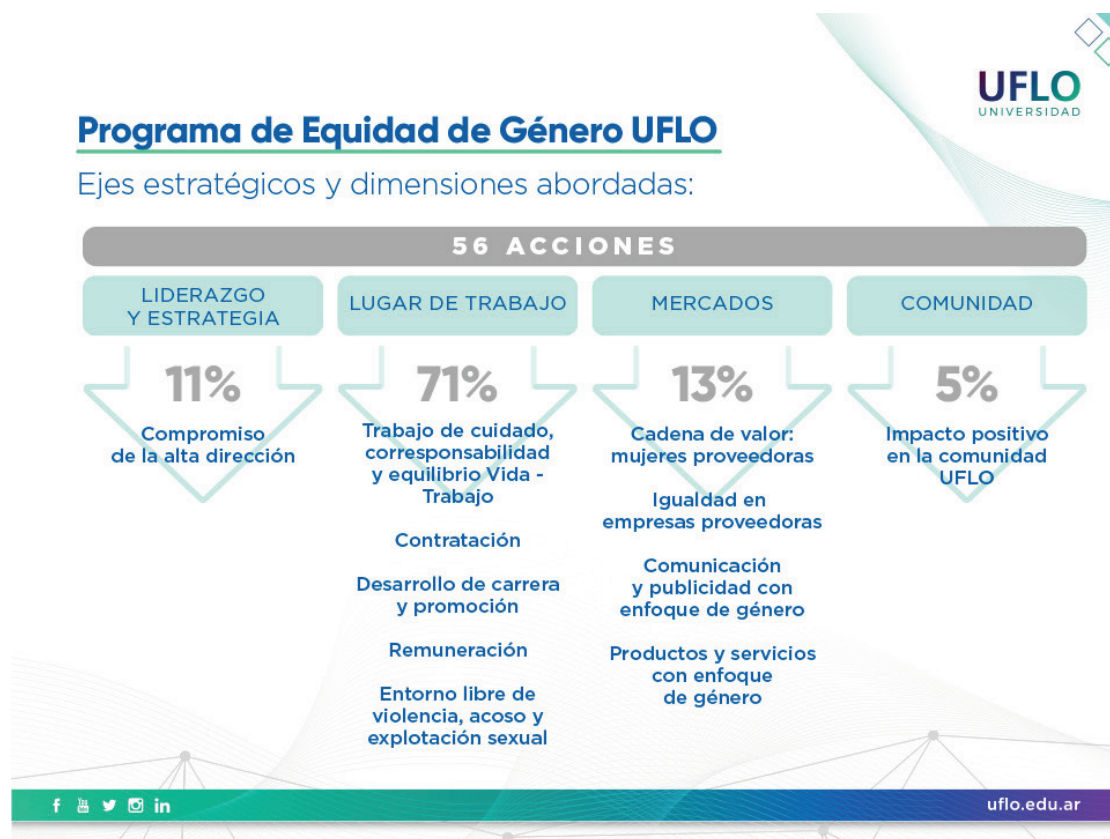 UFLO
UNIVERSIDAD
Programa de Equidad de Género UFLO
Ejes estratégicos y dimensiones abordadas:
56 ACCIONES
LIDERAZGO
Y ESTRATEGIA
11%
Compromiso
de la alta dirección
LUGAR DE TRABAJO
71%
Trabajo de cuidado,
corresponsabilidad
y equilibrio Vida -
Trabajo
Contratación
Desarrollo de carrera
y promoción
Remuneración
Entorno libre de
violencia, acoso y
explotación sexual
MERCADOS
13%
Cadena de valor:
mujeres proveedoras
Igualdad en
empresas proveedoras
Comunicación
y publicidad con
enfoque de género
Productos y servicios
con enfoque
de género
COMUNIDAD
5%
Impacto positivo
en la comunidad
UFLO
uflo.edu.ar